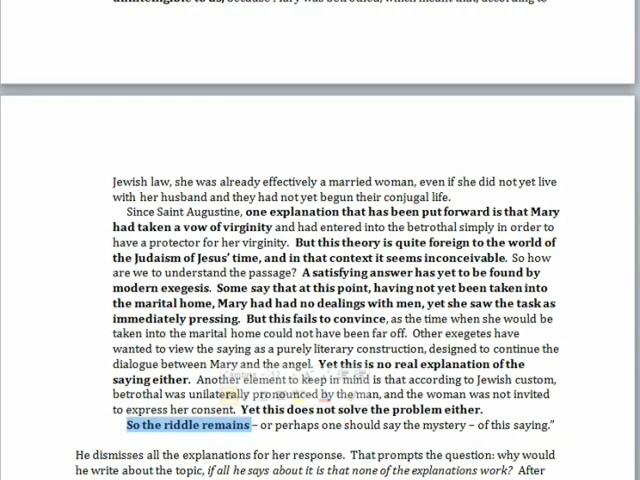 unintelligible to us, because Mary was betrothed, which meant that, according to
Jewish law, she was already effectively a married woman, even if she did not yet live
with her husband and they had not yet begun their conjugal life.
Since Saint Augustine, one explanation that has been put forward is that Mary
had taken a vow of virginity and had entered into the betrothal simply in order to
have a protector for her virginity.  But this theory is quite foreign to the world of
the Judaism of Jesus’ time, and in that context it seems inconceivable.  So how
are we to understand the passage?  A satisfying answer has yet to be found by
modern exegesis.  Some say that at this point, having not yet been taken into
the marital home, Mary had had no dealings with men, yet she saw the task as
immediately pressing.  But this fails to convince, as the time when she would be
taken into the marital home could not have been far off.  Other exegetes have
wanted to view the saying as a purely literary construction, designed to continue the
dialogue between Mary and the angel.  Yet this is no real explanation of the
saying either.  Another element to keep in mind is that according to Jewish custom,
betrothal was unilaterally pronounced by the man, and the woman was not invited
to express her consent.  Yet this does not solve the problem either.
So the riddle remains – or perhaps one should say the mystery – of this saying.”
He dismisses all the explanations for her response.  That prompts the question: why would
he write about the topic, if all he says about it is that none of the explanations work?  After